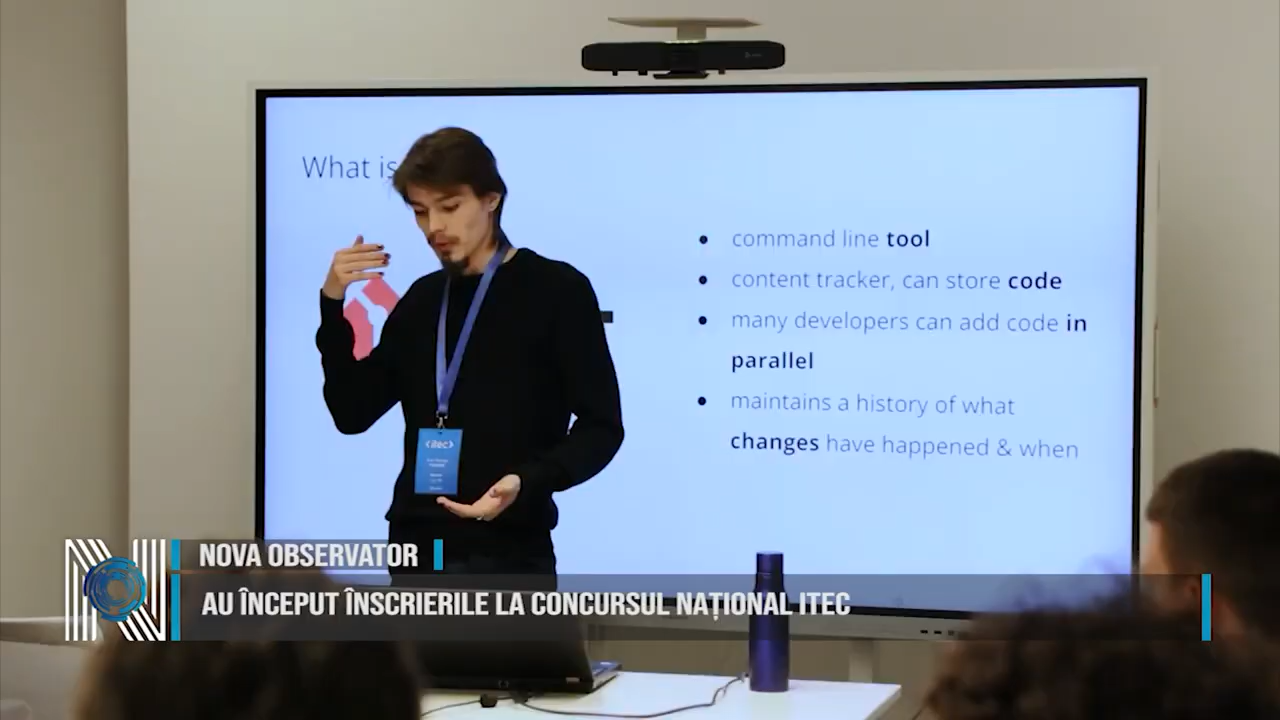 What is
command line tool
content tracker, can store code
many developers can add code in
parallel
maintains a history of what
changes have happened & when
<itec>
NOVA OBSERVATOR
AU ÎNCEPUT ÎNSCRIERILE LA CONCURSUL NAȚIONAL ITEC